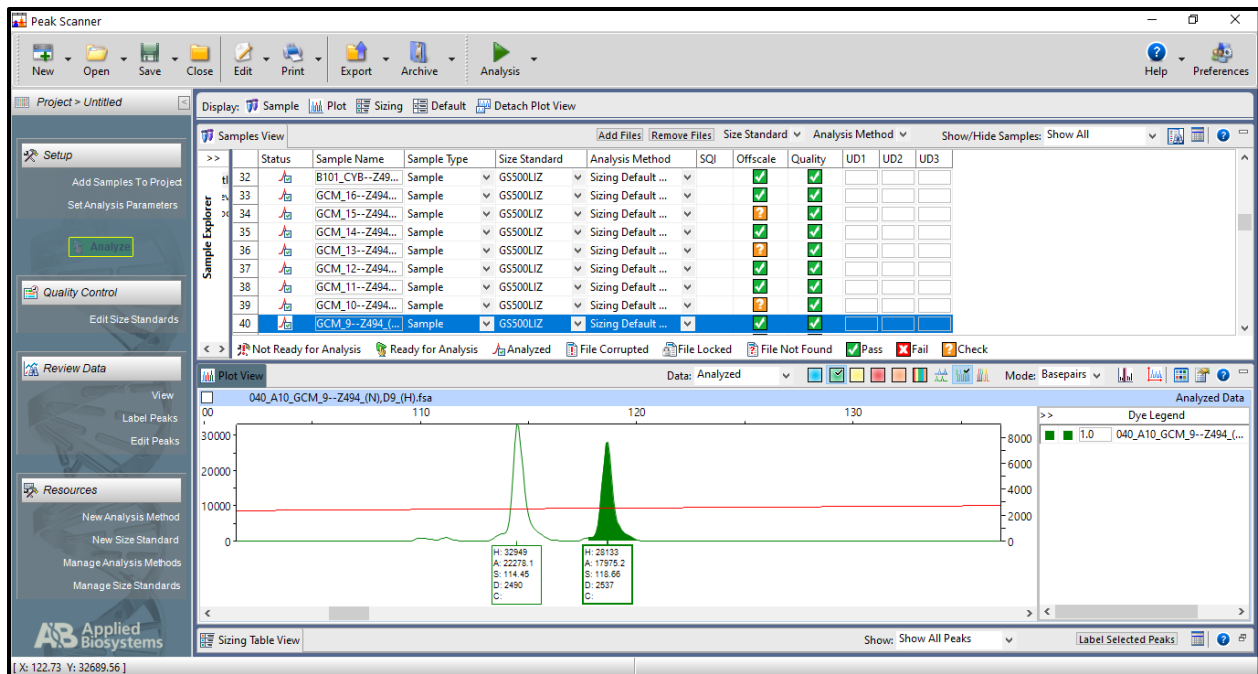 Peak Scanner
New Open Save Close Edit Print Export Archive Analysis Help Preferences
Project > Untitled
Display: Sample Plot Sizing Default Detach Plot View
Samples View Add Files Remove Files Size Standard Analysis Method Show/Hide Samples: Show All
>> Status Sample Name Sample Type Size Standard Analysis Method SQI Offscale Quality UD1 UD2 UD3
32 B101_CYB--Z49... Sample GS500LIZ Sizing Default ...
33 GCM_16--Z494... Sample GS500LIZ Sizing Default ...
34 GCM_15--Z494... Sample GS500LIZ Sizing Default ...
35 GCM_14--Z494... Sample GS500LIZ Sizing Default ...
36 GCM_13--Z494... Sample GS500LIZ Sizing Default ...
37 GCM_12--Z494... Sample GS500LIZ Sizing Default ...
38 GCM_11--Z494... Sample GS500LIZ Sizing Default ...
39 GCM_10--Z494... Sample GS500LIZ Sizing Default ...
40 GCM_9--Z494_(... Sample GS500LIZ Sizing Default ...
Sample Explorer
Not Ready for Analysis Ready for Analysis Analyzed File Corrupted File Locked File Not Found Pass Fail Check
Setup
Add Samples To Project
Set Analysis Parameters
Analyze
Quality Control
Edit Size Standards
Review Data
View
Label Peaks
Edit Peaks
Resources
New Analysis Method
New Size Standard
Manage Analysis Methods
Manage Size Standards
AB Applied
Biosystems
Plot View Data: Analyzed Mode: Basepairs
040_A10_GCM_9--Z494_(N),D9_(H).fsa Analyzed Data
00 110 120 130
>> Dye Legend
1.0 040_A10_GCM_9--Z494_(...
30000
20000
10000
0
8000
6000
4000
2000
0
H: 32949
A: 22278.1
S: 114.45
D: 2490
C:
H: 28133
A: 17975.2
S: 118.66
D: 2537
C:
Sizing Table View Show: Show All Peaks Label Selected Peaks
[ X: 122.73 Y: 32689.56 ]